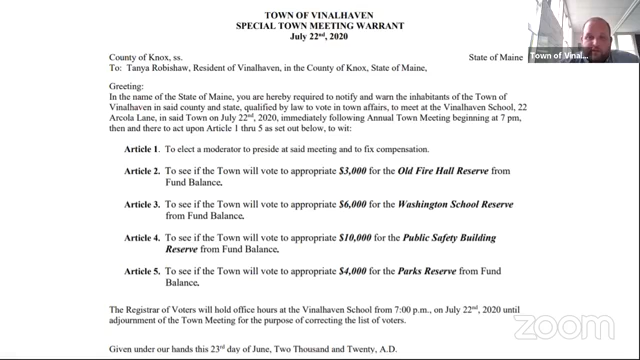 TOWN OF VINALHAVEN
SPECIAL TOWN MEETING WARRANT
July 22nd, 2020
County of Knox, ss. State of Maine
To: Tanya Robishaw, Resident of Vinalhaven, in the County of Knox, State of Maine,
Town of Vinal...
Greeting:
In the name of the State of Maine, you are hereby required to notify and warn the inhabitants of the Town of
Vinalhaven in said county and state, qualified by law to vote in town affairs, to meet at the Vinalhaven School, 22
Arcola Lane, in said Town on July 22nd, 2020, immediately following Annual Town Meeting beginning at 7 pm,
then and there to act upon Article 1 thru 5 as set out below, to wit:
Article 1. To elect a moderator to preside at said meeting and to fix compensation.
Article 2. To see if the Town will vote to appropriate $3,000 for the Old Fire Hall Reserve from
Fund Balance.
Article 3. To see if the Town will vote to appropriate $6,000 for the Washington School Reserve
from Fund Balance.
Article 4. To see if the Town will vote to appropriate $10,000 for the Public Safety Building
Reserve from Fund Balance.
Article 5. To see if the Town will vote to appropriate $4,000 for the Parks Reserve from Fund
Balance.
The Registrar of Voters will hold office hours at the Vinalhaven School from 7:00 p.m., on July 22nd, 2020 until
adjournment of the Town Meeting for the purpose of correcting the list of voters.
zoom
Given under our hands this 23rd day of June, Two Thousand and Twenty, A.D.